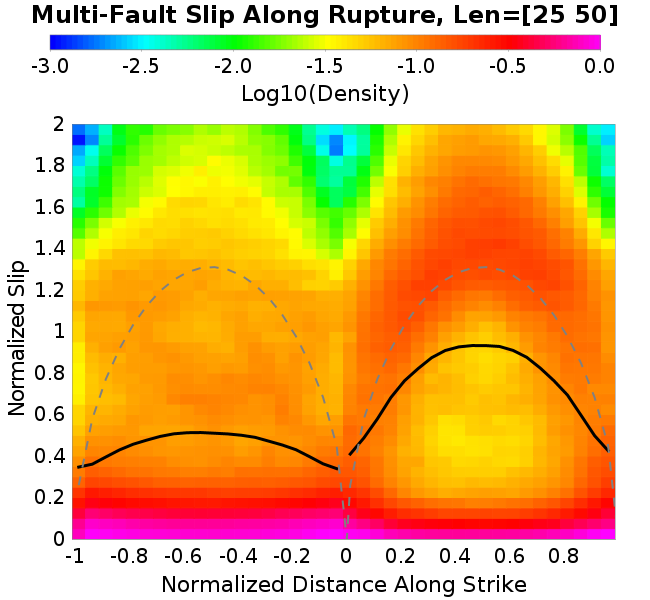 Multi-Fault Slip Along Rupture, Len=[25 50]
-3.0 -2.5 -2.0 -1.5 -1.0 -0.5 0.0
Log10(Density)
2
1.8
1.6
1.4
1.2
1
0.8
0.6
0.4
0.2
0
Normalized Slip
-1 -0.8 -0.6 -0.4 -0.2 0 0.2 0.4 0.6 0.8
Normalized Distance Along Strike